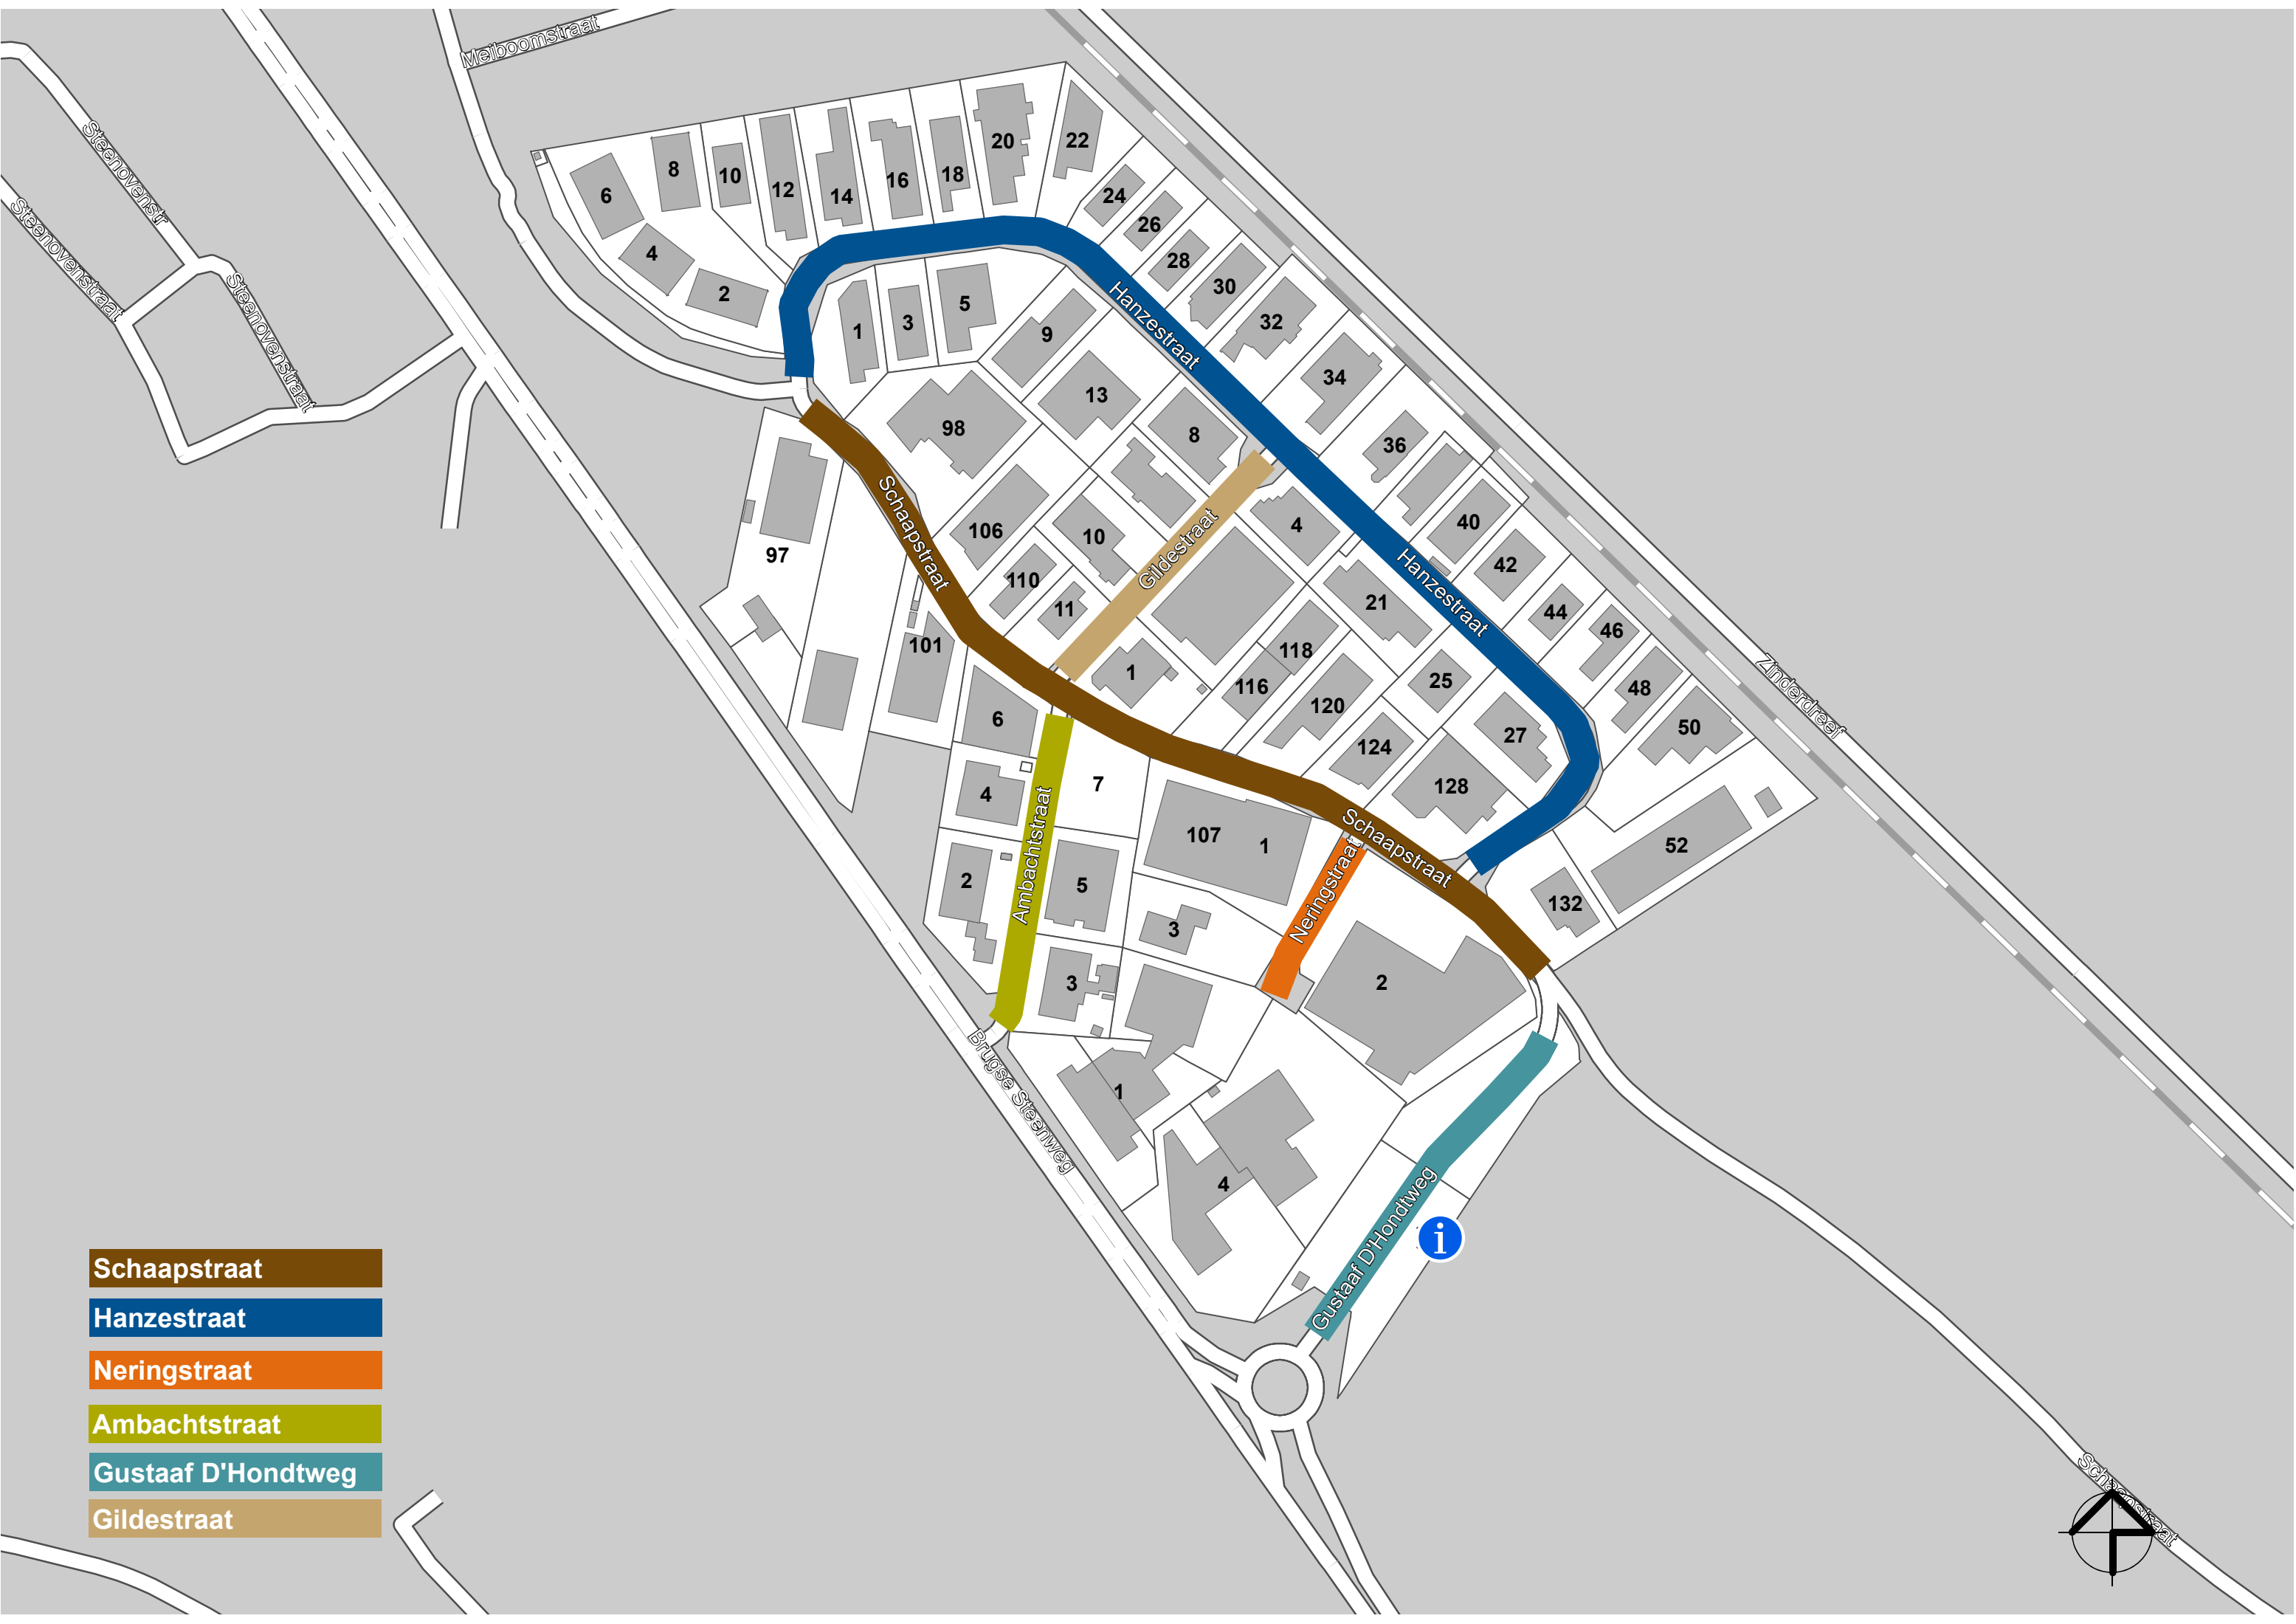 Meiboomstraat
Steenovenstr
Steenovenstraat
Steenovenstraat
20
22
8
10
12
14
16
18
6
24
26
4
28
2
30
1
3
5
9
32
Hanzestraat
34
13
98
8
36
Schaapstraat
106
10
Gildestraat
4
40
97
42
Hanzestraat
110
11
21
44
46
101
118
1
116
25
48
Zinderdreef
120
6
50
124
27
4
7
128
Ambachtstraat
107
1
Schaapstraat
52
2
5
Neringstraat
132
3
3
2
Brugse Steenweg
1
4
Gustaaf D'Hondtweg
i
Schaapstraat
Hanzestraat
Neringstraat
Ambachtstraat
Gustaaf D'Hondtweg
Gildestraat
Schaapstraat